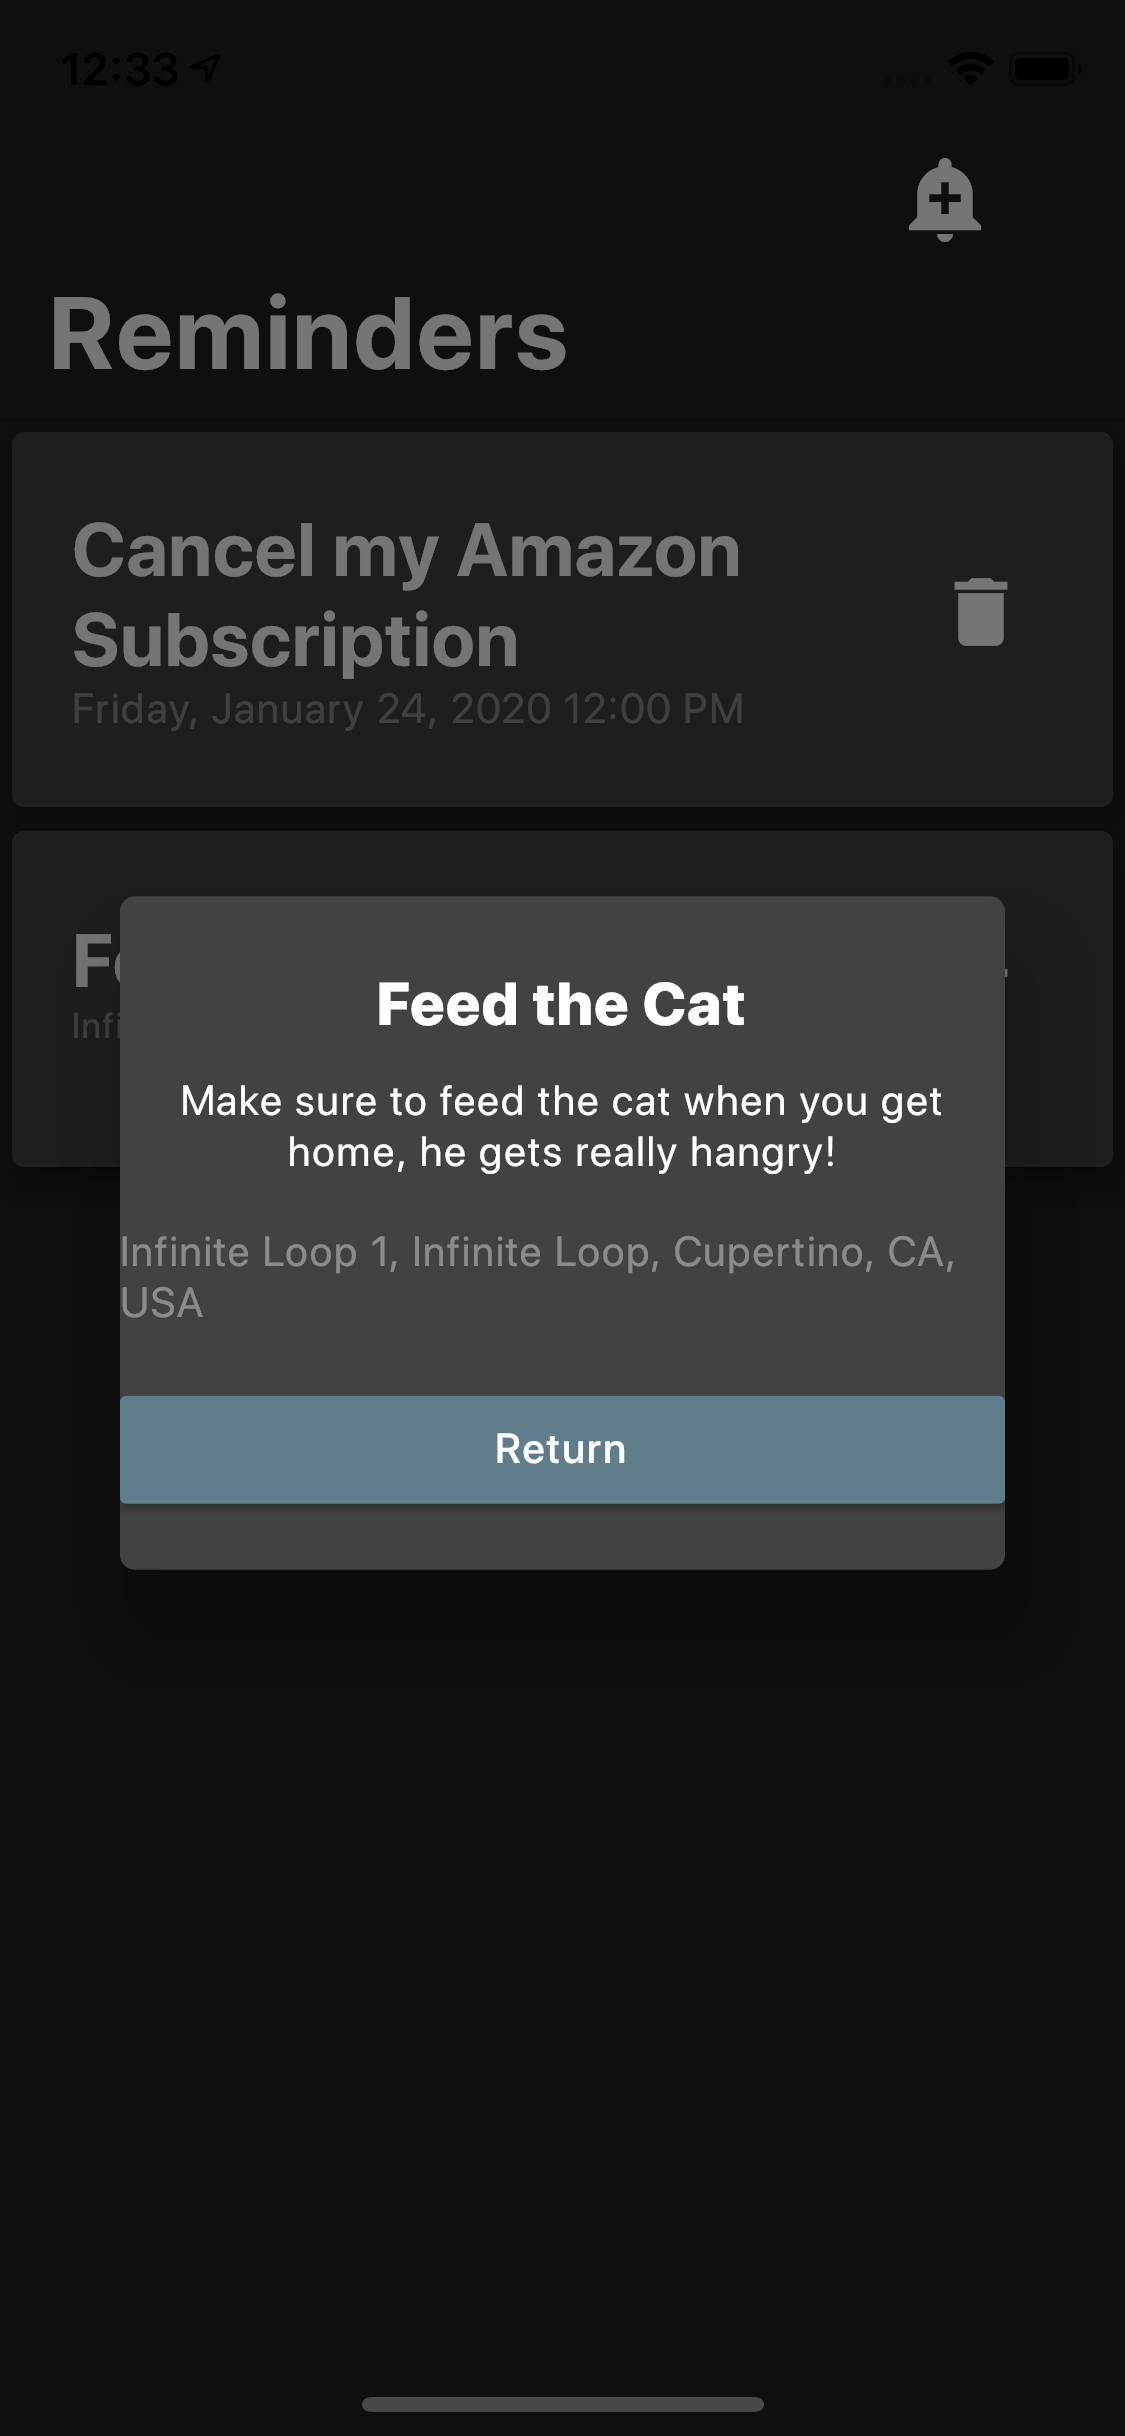 12:33
Reminders
Cancel my Amazon
Subscription
Friday, January 24, 2020 12:00 PM
Feed the Cat
Make sure to feed the cat when you get
home, he gets really hangry!
Infinite Loop 1, Infinite Loop, Cupertino, CA,
USA
Return